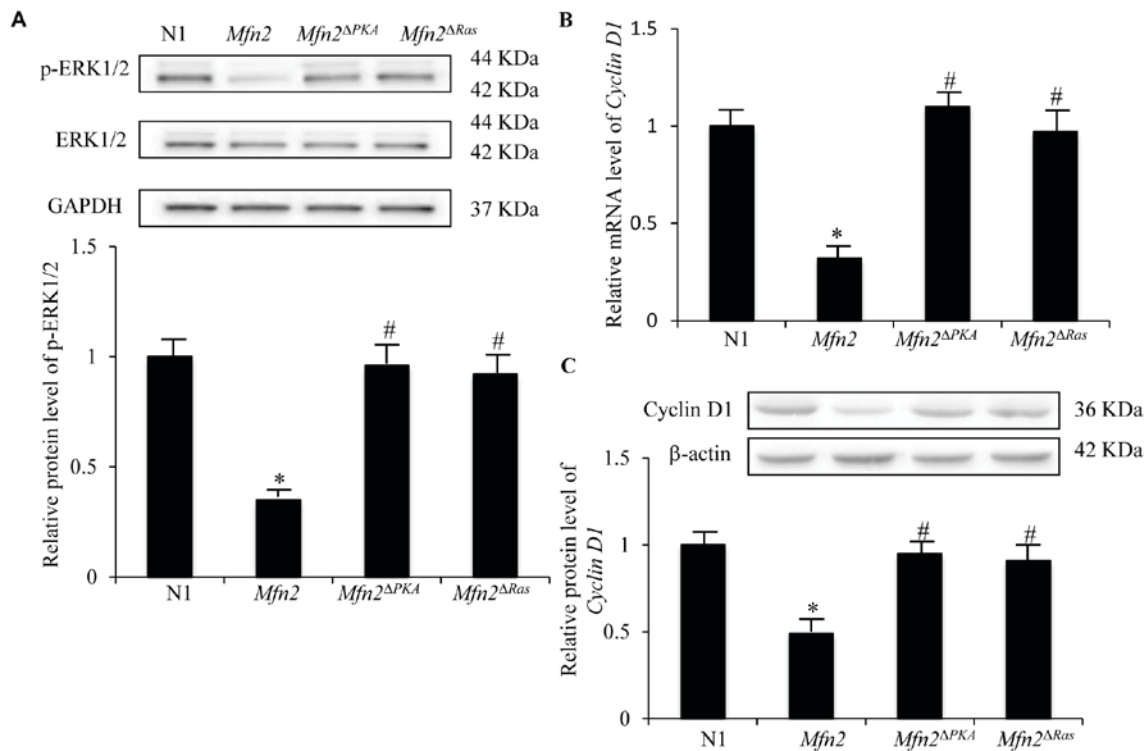 A
N1 Mfn2 Mfn2ΔPKA Mfn2ΔRas
p-ERK1/2
44 KDa
42 KDa
ERK1/2
44 KDa
42 KDa
GAPDH
37 KDa
Relative protein level of p-ERK1/2
1.5
1
0.5
0
*
#
#
N1 Mfn2 Mfn2ΔPKA Mfn2ΔRas
B
Relative mRNA level of Cyclin D1
1.5
1
0.5
0
*
#
#
N1 Mfn2 Mfn2ΔPKA Mfn2ΔRas
C
Cyclin D1
36 KDa
β-actin
42 KDa
Relative protein level of
Cyclin D1
1.5
1
0.5
0
*
#
#
N1 Mfn2 Mfn2ΔPKA Mfn2ΔRas